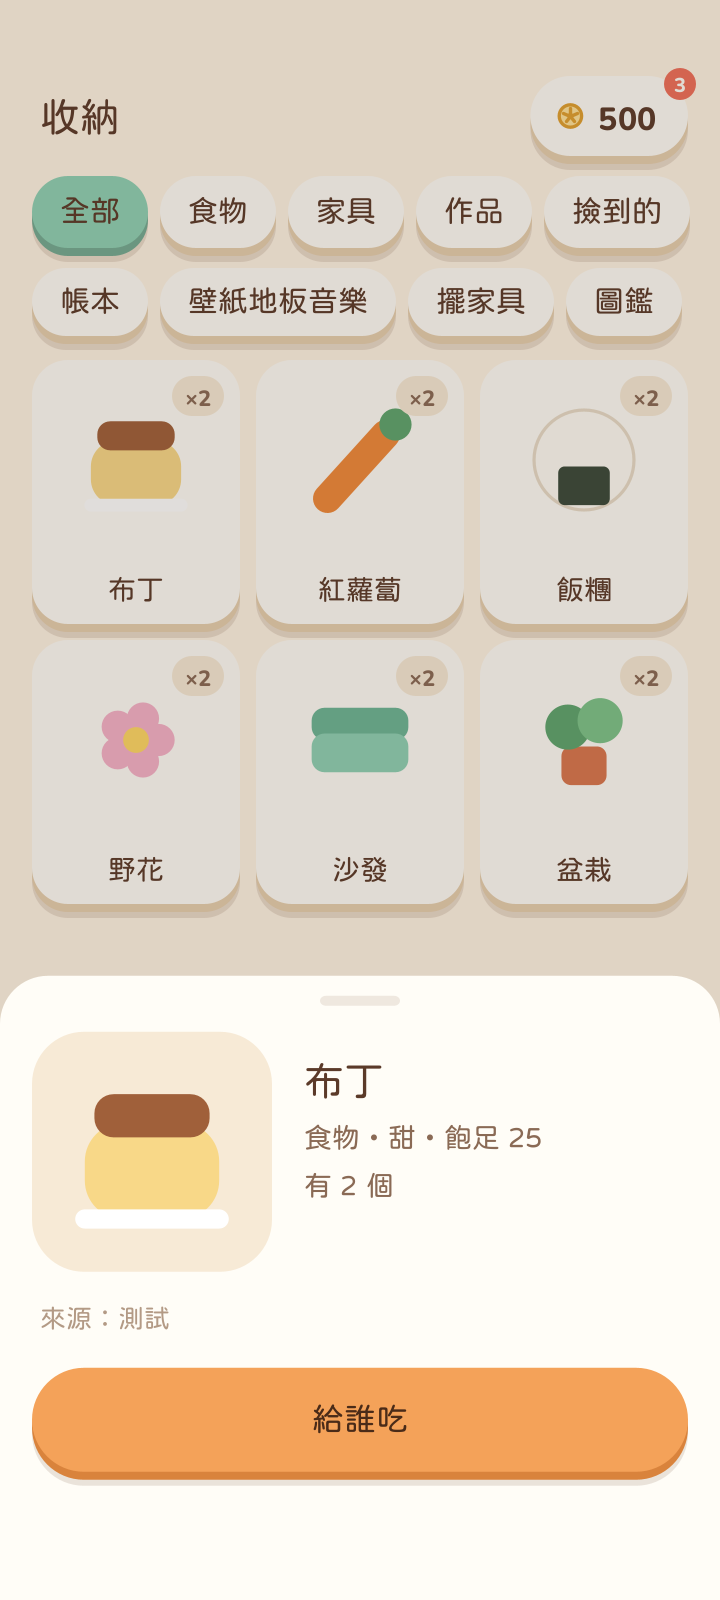 收納
3
500
全部 食物 家具 作品 撿到的
帳本 壁紙地板音樂 擺家具 圖鑑
×2 ×2 ×2
布丁 紅蘿蔔 飯糰
×2 ×2 ×2
野花 沙發 盆栽
布丁
食物・甜・飽足 25
有 2 個
來源：測試
給誰吃